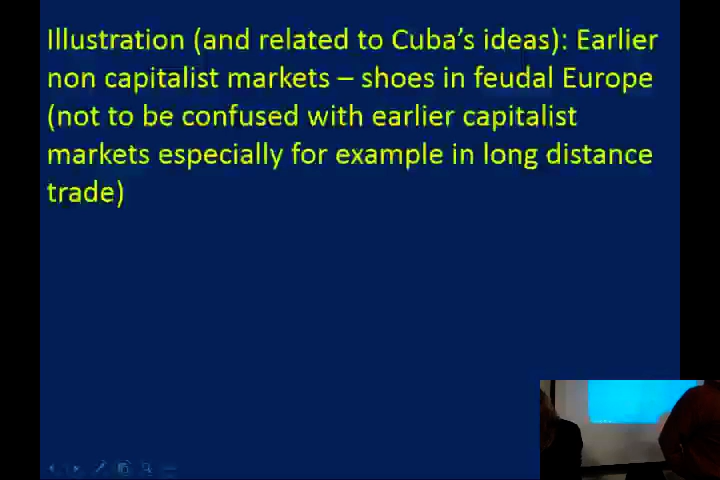 Illustration (and related to Cuba's ideas): Earlier
non capitalist markets – shoes in feudal Europe
(not to be confused with earlier capitalist
markets especially for example in long distance
trade)